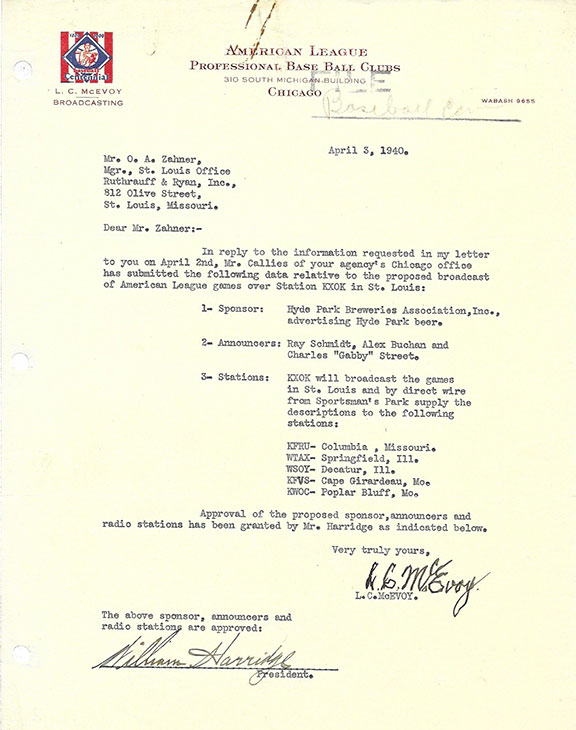 Baseball
Centennial
AMERICAN LEAGUE
PROFESSIONAL BASE BALL CLUBS
310 SOUTH MICHIGAN BUILDING
CHICAGO
FILE
Baseball
L. C. MCEVOY
BROADCASTING
WABASH 9655
April 3, 1940.
Mr. O. A. Zahner,
Mgr., St. Louis Office
Ruthrauff & Ryan, Inc.,
812 Olive Street,
St. Louis, Missouri.
Dear Mr. Zahner:-
In reply to the information requested in my letter
to you on April 2nd, Mr. Callies of your agency's Chicago office
has submitted the following data relative to the proposed broadcast
of American League games over Station KXOK in St. Louis:
1- Sponsor: Hyde Park Breweries Association,Inc.,
advertising Hyde Park beer.
2- Announcers: Ray Schmidt, Alex Buchan and
Charles "Gabby" Street.
3- Stations: KXOK will broadcast the games
in St. Louis and by direct wire
from Sportsman's Park supply the
descriptions to the following
stations:
KFRU- Columbia , Missouri.
WTAX- Springfield, Ill.
WSOY- Decatur, Ill.
KFVS- Cape Girardeau, Mo.
KWOC- Poplar Bluff, Mo.
Approval of the proposed sponsor,announcers and
radio stations has been granted by Mr. Harridge as indicated below.
Very truly yours,
L. C. McEvoy.
L.C.McEVOY.
The above sponsor, announcers and
radio stations are approved:
William Harridge
President.